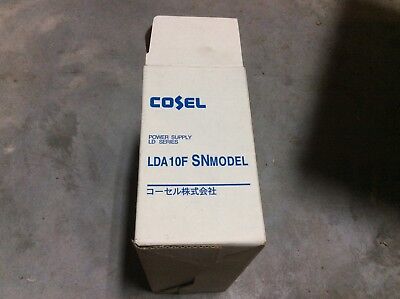 COSEL
POWER SUPPLY
LD SERIES
LDA10F SNMODEL
コーセル株式会社